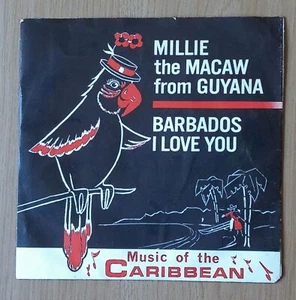 MILLIE
the MACAW
from GUYANA
BARBADOS
I LOVE YOU
Music of the
CARIBBEAN